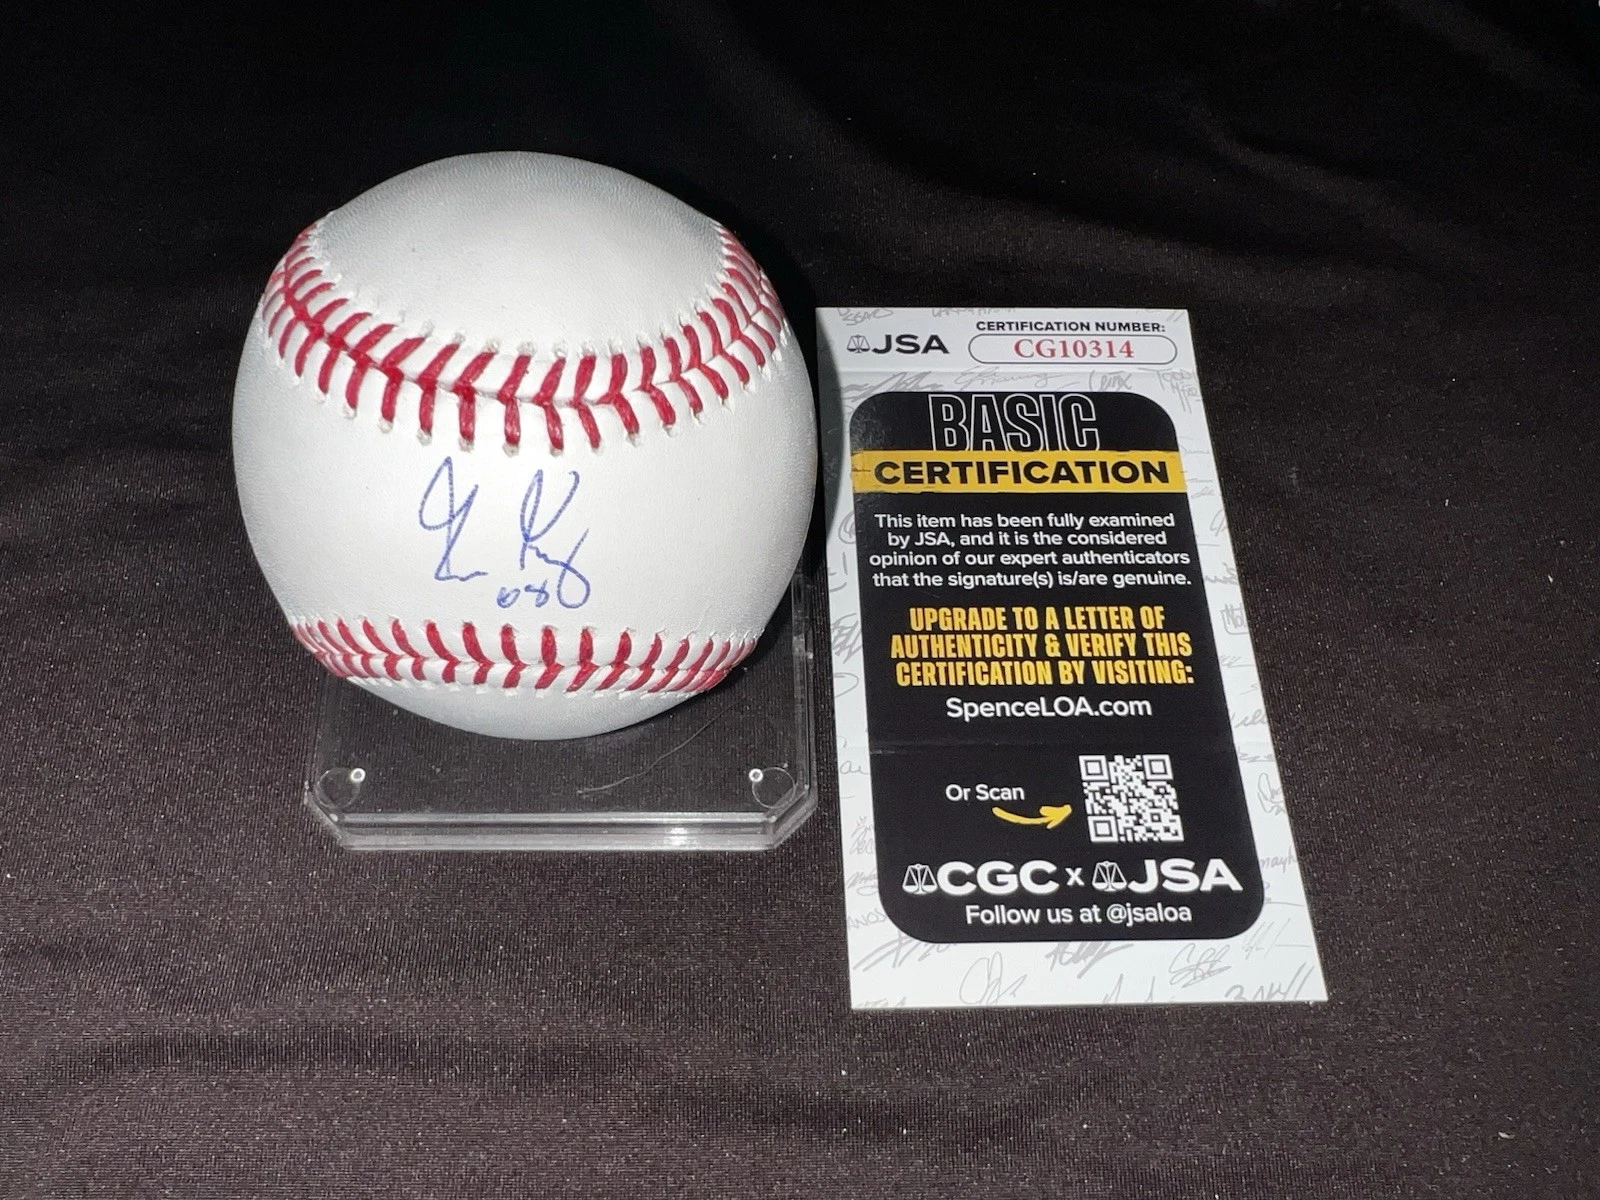 08
JSA
CERTIFICATION NUMBER:
CG10314
BASIC
CERTIFICATION
This item has been fully examined
by JSA, and it is the considered
opinion of our expert authenticators
that the signature(s) is/are genuine.
UPGRADE TO A LETTER OF
AUTHENTICITY & VERIFY THIS
CERTIFICATION BY VISITING:
SpenceLOA.com
Or Scan
CGC x JSA
Follow us at @jsaloa